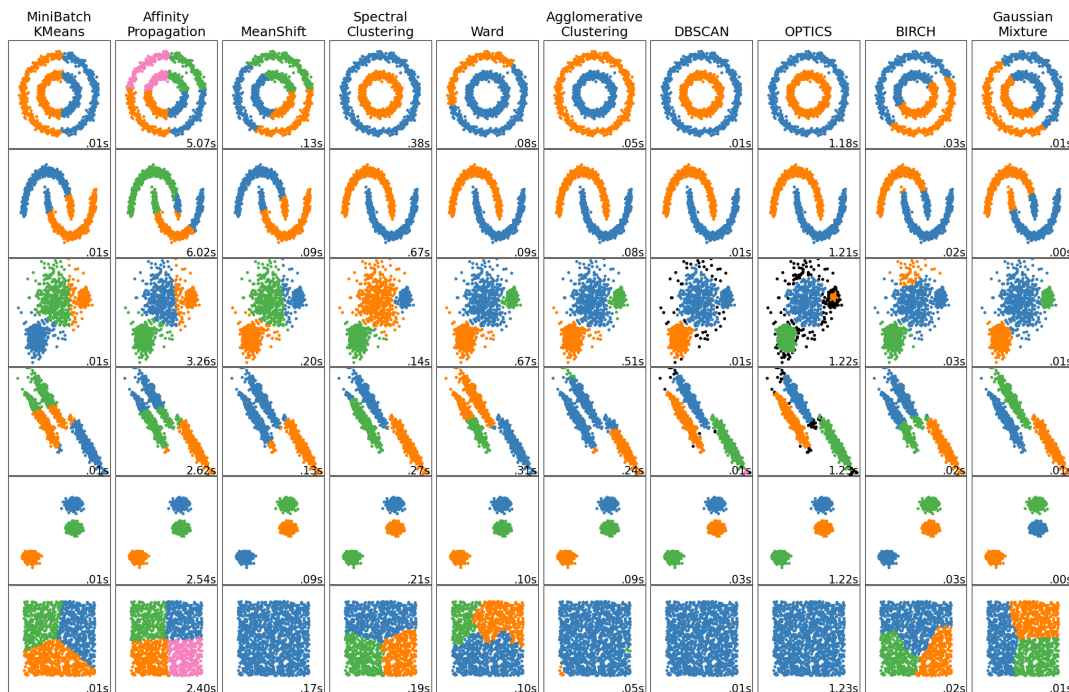 MiniBatch
KMeans
Affinity
Propagation
MeanShift
Spectral
Clustering
Ward
Agglomerative
Clustering
DBSCAN
OPTICS
BIRCH
Gaussian
Mixture
.01s
5.07s
.13s
.38s
.08s
.05s
.01s
1.18s
.03s
.01s
.01s
6.02s
.09s
.67s
.09s
.08s
.01s
1.21s
.02s
.00s
.01s
3.26s
.20s
.14s
.67s
.51s
.01s
1.22s
.03s
.01s
.01s
2.62s
.13s
.27s
.31s
.24s
.01s
1.23s
.02s
.01s
.01s
2.54s
.09s
.21s
.10s
.09s
.03s
1.22s
.03s
.00s
.01s
2.40s
.17s
.19s
.10s
.05s
.01s
1.23s
.02s
.01s